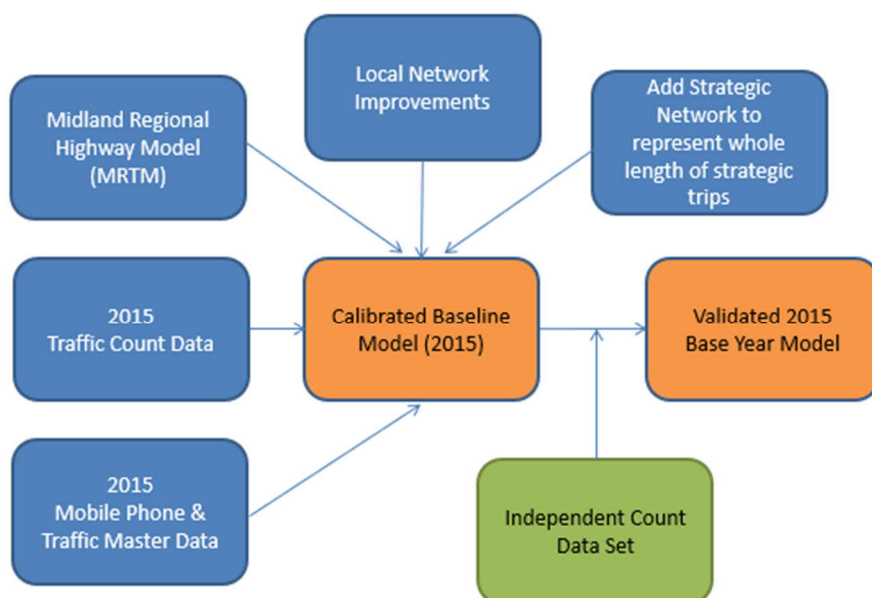 Midland Regional
Highway Model
(MRTM)
Local Network
Improvements
Add Strategic
Network to
represent whole
length of strategic
trips
2015
Traffic Count Data
Calibrated Baseline
Model (2015)
Validated 2015
Base Year Model
2015
Mobile Phone &
Traffic Master Data
Independent Count
Data Set